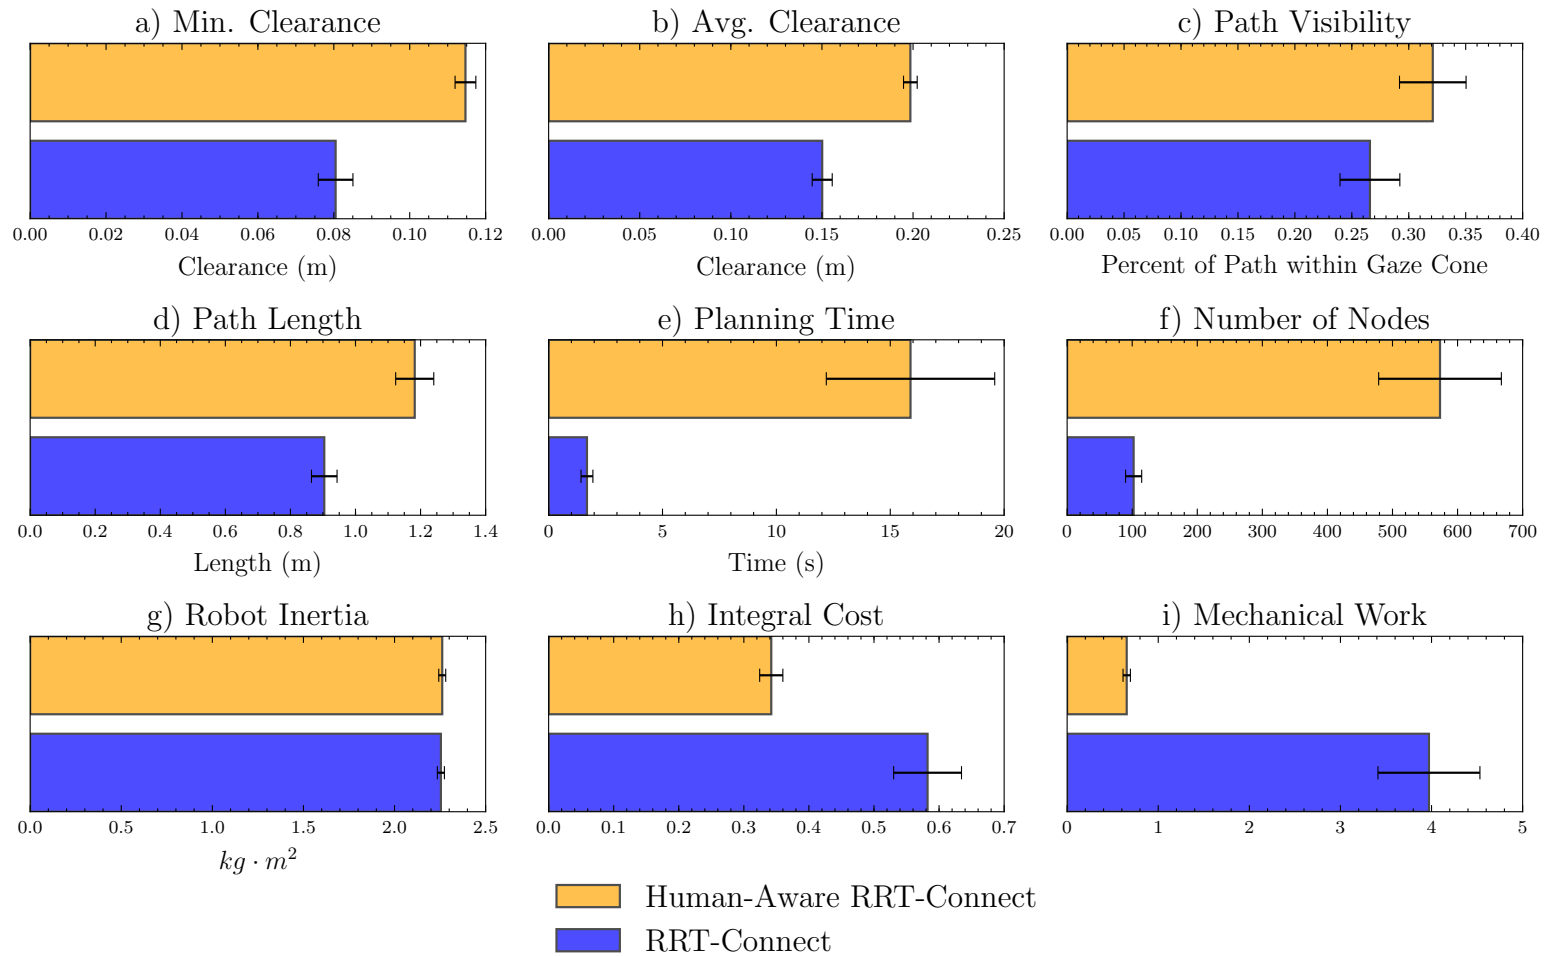 a) Min. Clearance
b) Avg. Clearance
c) Path Visibility
0.00 0.02 0.04 0.06 0.08 0.10 0.12
0.00 0.05 0.10 0.15 0.20 0.25
0.00 0.05 0.10 0.15 0.20 0.25 0.30 0.35 0.40
Clearance (m)
Clearance (m)
Percent of Path within Gaze Cone
d) Path Length
e) Planning Time
f) Number of Nodes
0.0 0.2 0.4 0.6 0.8 1.0 1.2 1.4
0 5 10 15 20
0 100 200 300 400 500 600 700
Length (m)
Time (s)
g) Robot Inertia
h) Integral Cost
i) Mechanical Work
0.0 0.5 1.0 1.5 2.0 2.5
0.0 0.1 0.2 0.3 0.4 0.5 0.6 0.7
0 1 2 3 4 5
kg · m²
Human-Aware RRT-Connect
RRT-Connect